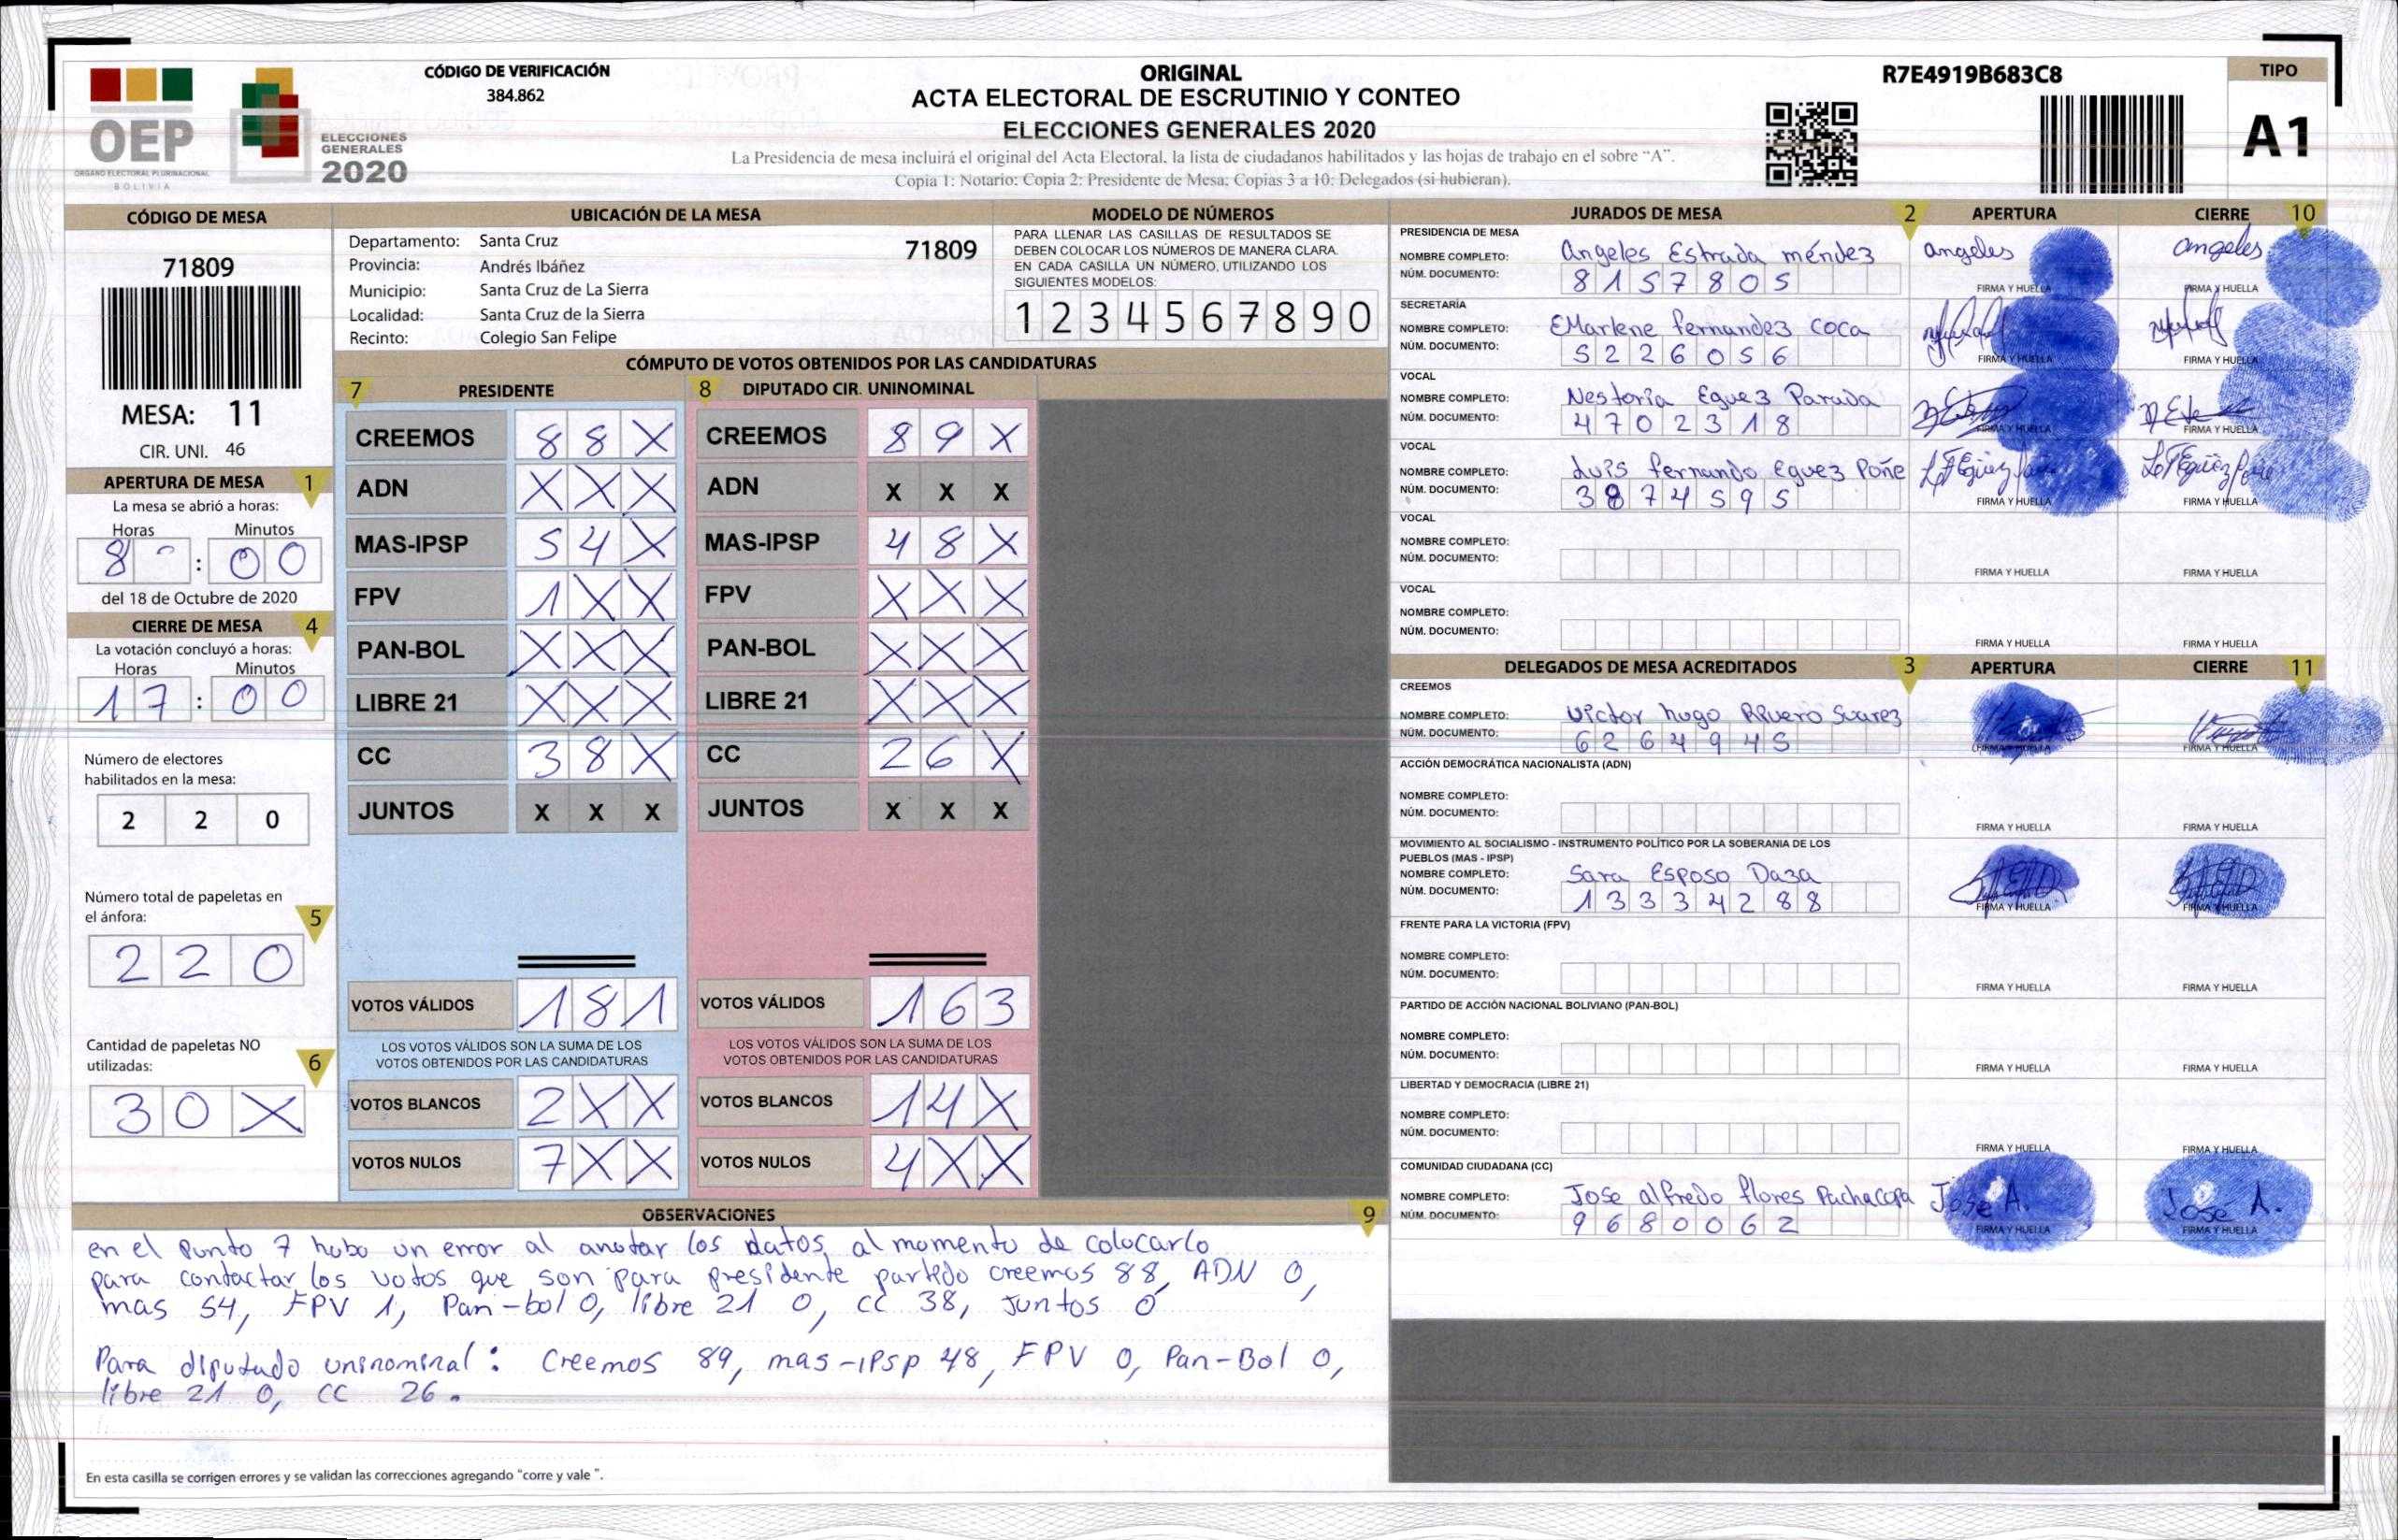 OEP
ÓRGANO ELECTORAL PLURINACIONAL
BOLIVIA
ELECCIONES
GENERALES
2020
CÓDIGO DE VERIFICACIÓN
384.862
ORIGINAL
ACTA ELECTORAL DE ESCRUTINIO Y CONTEO
ELECCIONES GENERALES 2020
La Presidencia de mesa incluirá el original del Acta Electoral, la lista de ciudadanos habilitados y las hojas de trabajo en el sobre “A”.
Copia 1: Notario; Copia 2: Presidente de Mesa; Copias 3 a 10: Delegados (si hubieran).
R7E4919B683C8
TIPO
A1
CÓDIGO DE MESA
71809
MESA: 11
CIR. UNI. 46
APERTURA DE MESA 1
La mesa se abrió a horas:
Horas Minutos
8 - : 0 0
del 18 de Octubre de 2020
CIERRE DE MESA 4
La votación concluyó a horas:
Horas Minutos
1 7 : 0 0
Número de electores
habilitados en la mesa:
2 2 0
Número total de papeletas en
el ánfora: 5
2 2 0
Cantidad de papeletas NO
utilizadas: 6
3 0 X
UBICACIÓN DE LA MESA
Departamento: Santa Cruz 71809
Provincia: Andrés Ibáñez
Municipio: Santa Cruz de La Sierra
Localidad: Santa Cruz de la Sierra
Recinto: Colegio San Felipe
MODELO DE NÚMEROS
PARA LLENAR LAS CASILLAS DE RESULTADOS SE
DEBEN COLOCAR LOS NÚMEROS DE MANERA CLARA.
EN CADA CASILLA UN NÚMERO, UTILIZANDO LOS
SIGUIENTES MODELOS:
1 2 3 4 5 6 7 8 9 0
CÓMPUTO DE VOTOS OBTENIDOS POR LAS CANDIDATURAS
7 PRESIDENTE
CREEMOS 8 8 X
ADN X X X
MAS-IPSP 5 4 X
FPV 1 X X
PAN-BOL X X X
LIBRE 21 X X X
CC 3 8 X
JUNTOS X X X
VOTOS VÁLIDOS 1 8 1
LOS VOTOS VÁLIDOS SON LA SUMA DE LOS
VOTOS OBTENIDOS POR LAS CANDIDATURAS
VOTOS BLANCOS 2 X X
VOTOS NULOS 7 X X
8 DIPUTADO CIR. UNINOMINAL
CREEMOS 8 9 X
ADN X X X
MAS-IPSP 4 8 X
FPV X X X
PAN-BOL X X X
LIBRE 21 X X X
CC 2 6 X
JUNTOS X X X
VOTOS VÁLIDOS 1 6 3
LOS VOTOS VÁLIDOS SON LA SUMA DE LOS
VOTOS OBTENIDOS POR LAS CANDIDATURAS
VOTOS BLANCOS 1 4 X
VOTOS NULOS 4 X X
OBSERVACIONES 9
en el punto 7 hubo un error al anotar los datos, al momento de colocarlo
para contactar los votos que son para presidente partido creemos 88, ADN 0,
mas 54, FPV 1, Pan-bol 0, libre 21 0, cc 38, Juntos 0
Para diputado uninominal: Creemos 89, mas-IPSP 48, FPV 0, Pan-Bol 0,
libre 21 0, CC 26.
En esta casilla se corrigen errores y se validan las correcciones agregando “corre y vale ”.
JURADOS DE MESA 2 APERTURA CIERRE 10
PRESIDENCIA DE MESA
NOMBRE COMPLETO: Angeles Estrada méndez angeles angeles
NÚM. DOCUMENTO: 8 1 5 7 8 0 5 FIRMA Y HUELLA FIRMA Y HUELLA
SECRETARÍA
NOMBRE COMPLETO: EMarlene fernandez coca
NÚM. DOCUMENTO: 5 2 2 6 0 5 6 FIRMA Y HUELLA FIRMA Y HUELLA
VOCAL
NOMBRE COMPLETO: Nestoria Eguez Parada
NÚM. DOCUMENTO: 4 7 0 2 3 1 8 FIRMA Y HUELLA FIRMA Y HUELLA
VOCAL
NOMBRE COMPLETO: Luis fernando Eguez Poñe
NÚM. DOCUMENTO: 3 8 7 4 5 9 5 FIRMA Y HUELLA FIRMA Y HUELLA
VOCAL
NOMBRE COMPLETO:
NÚM. DOCUMENTO: FIRMA Y HUELLA FIRMA Y HUELLA
VOCAL
NOMBRE COMPLETO:
NÚM. DOCUMENTO: FIRMA Y HUELLA FIRMA Y HUELLA
DELEGADOS DE MESA ACREDITADOS 3 APERTURA CIERRE 11
CREEMOS
NOMBRE COMPLETO: Victor hugo Rivero Suarez
NÚM. DOCUMENTO: 6 2 6 4 9 4 5 FIRMA Y HUELLA FIRMA Y HUELLA
ACCIÓN DEMOCRÁTICA NACIONALISTA (ADN)
NOMBRE COMPLETO:
NÚM. DOCUMENTO: FIRMA Y HUELLA FIRMA Y HUELLA
MOVIMIENTO AL SOCIALISMO - INSTRUMENTO POLÍTICO POR LA SOBERANIA DE LOS
PUEBLOS (MAS - IPSP)
NOMBRE COMPLETO: Sara Esposo Daza
NÚM. DOCUMENTO: 1 3 3 3 4 2 8 8 FIRMA Y HUELLA FIRMA Y HUELLA
FRENTE PARA LA VICTORIA (FPV)
NOMBRE COMPLETO:
NÚM. DOCUMENTO: FIRMA Y HUELLA FIRMA Y HUELLA
PARTIDO DE ACCIÓN NACIONAL BOLIVIANO (PAN-BOL)
NOMBRE COMPLETO:
NÚM. DOCUMENTO: FIRMA Y HUELLA FIRMA Y HUELLA
LIBERTAD Y DEMOCRACIA (LIBRE 21)
NOMBRE COMPLETO:
NÚM. DOCUMENTO: FIRMA Y HUELLA FIRMA Y HUELLA
COMUNIDAD CIUDADANA (CC)
NOMBRE COMPLETO: Jose alfredo flores Pachacopa Jose A. Jose A.
NÚM. DOCUMENTO: 9 6 8 0 0 6 2 FIRMA Y HUELLA FIRMA Y HUELLA